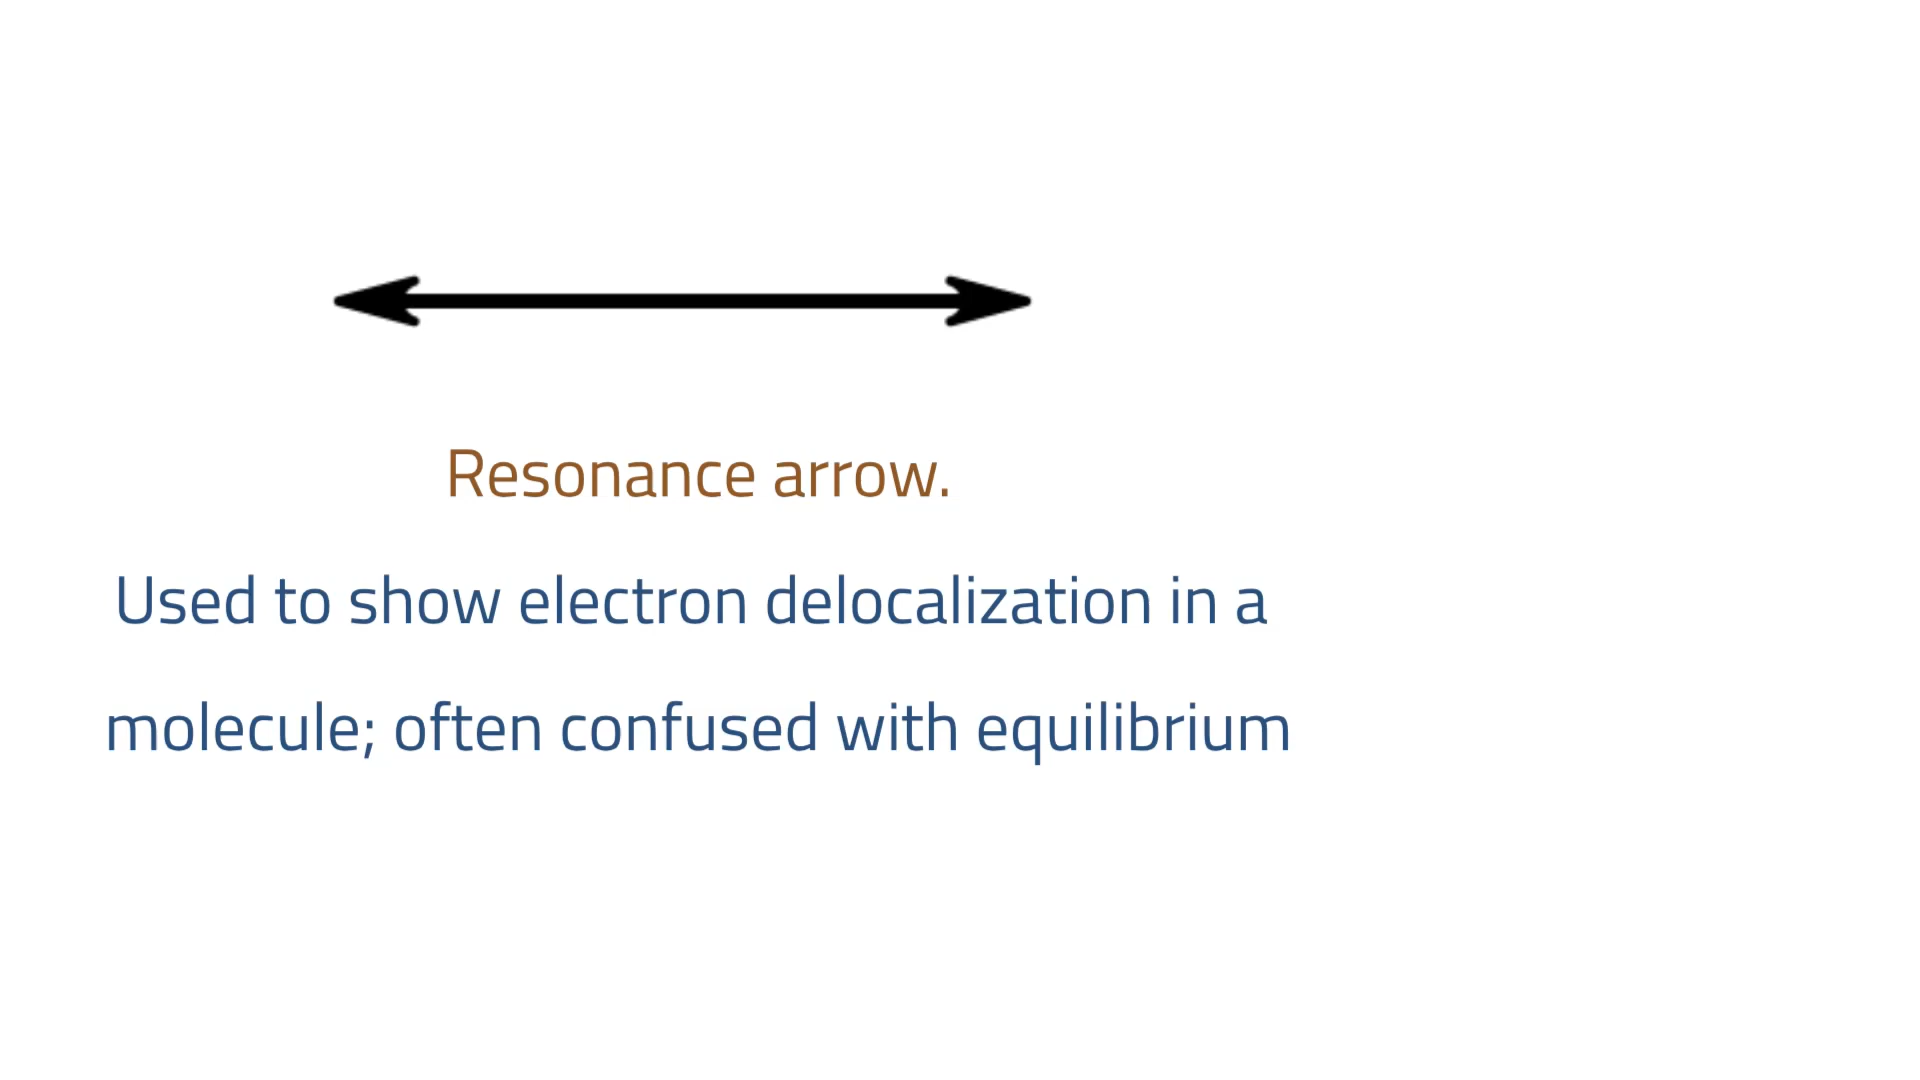 Resonance arrow.
Used to show electron delocalization in a
molecule; often confused with equilibrium